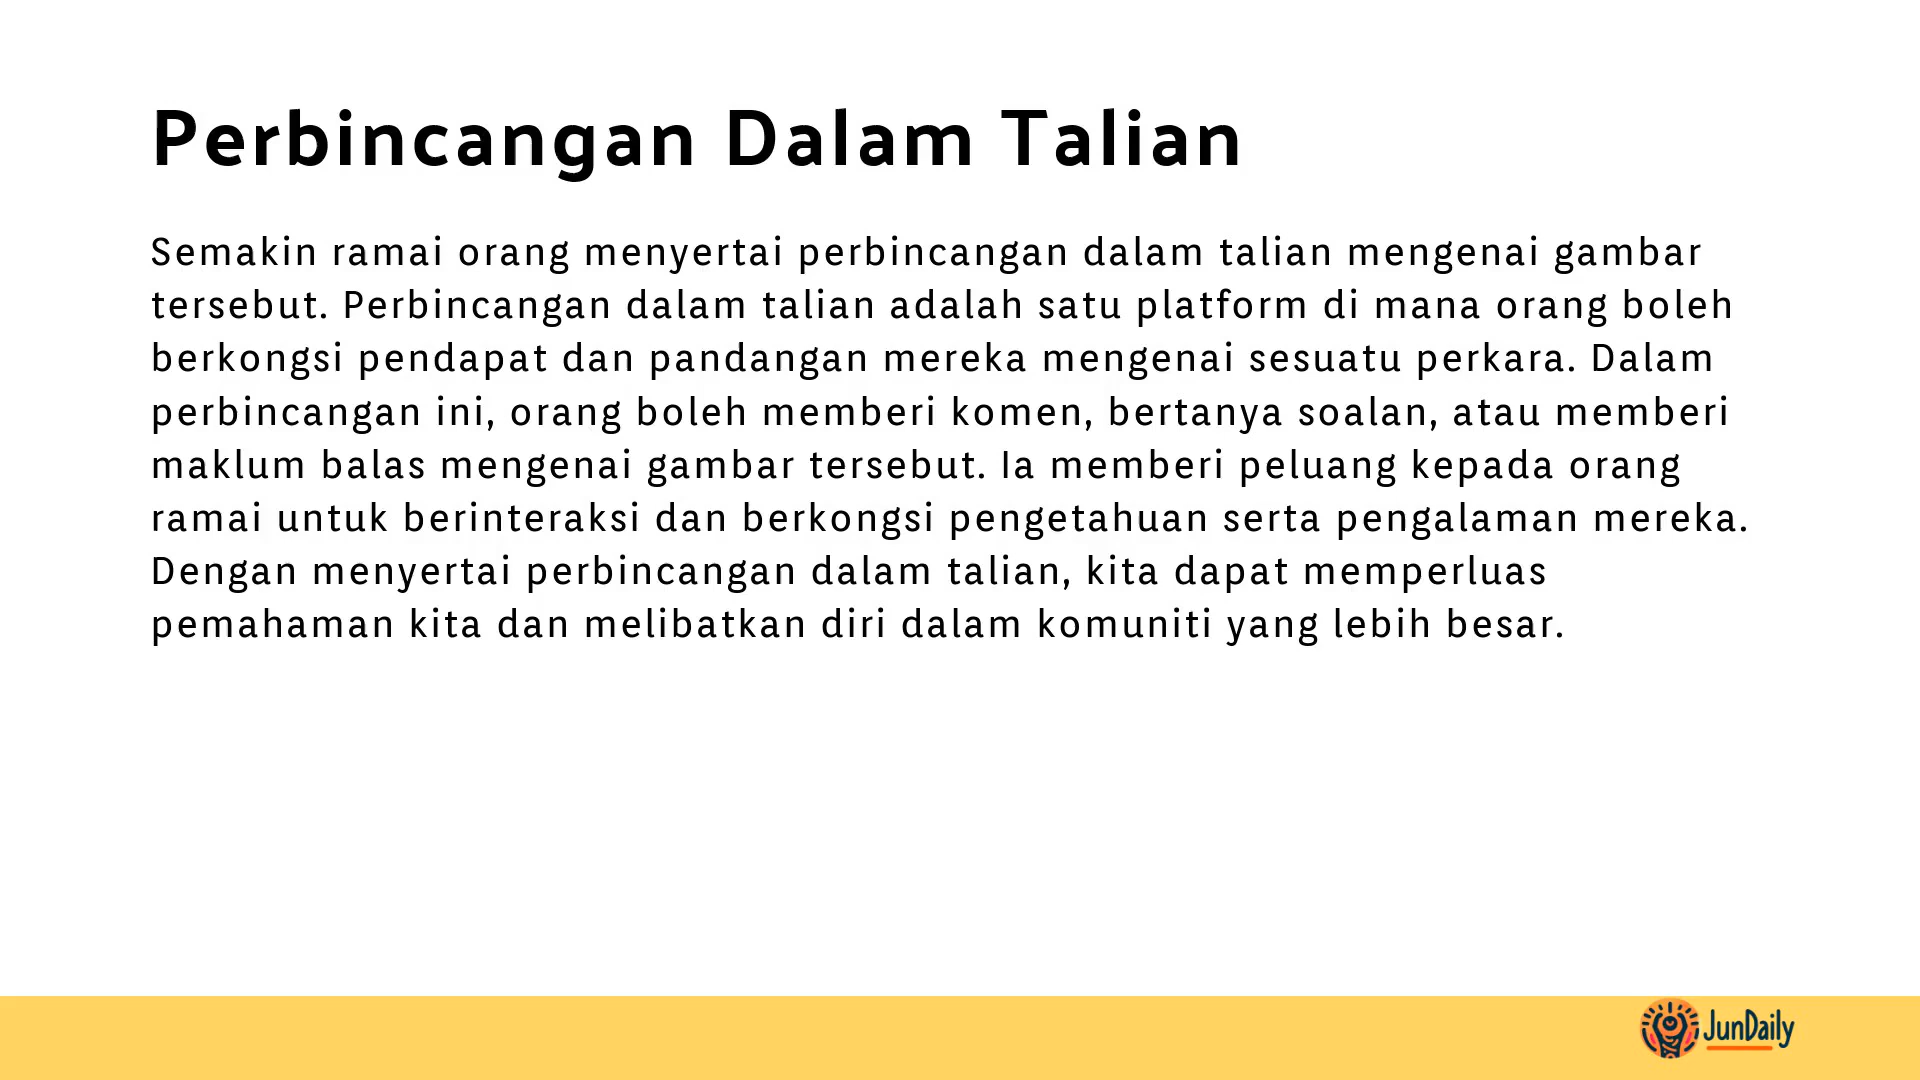 Perbincangan Dalam Talian
Semakin ramai orang menyertai perbincangan dalam talian mengenai gambar
tersebut. Perbincangan dalam talian adalah satu platform di mana orang boleh
berkongsi pendapat dan pandangan mereka mengenai sesuatu perkara. Dalam
perbincangan ini, orang boleh memberi komen, bertanya soalan, atau memberi
maklum balas mengenai gambar tersebut. Ia memberi peluang kepada orang
ramai untuk berinteraksi dan berkongsi pengetahuan serta pengalaman mereka.
Dengan menyertai perbincangan dalam talian, kita dapat memperluas
pemahaman kita dan melibatkan diri dalam komuniti yang lebih besar.
JunDaily